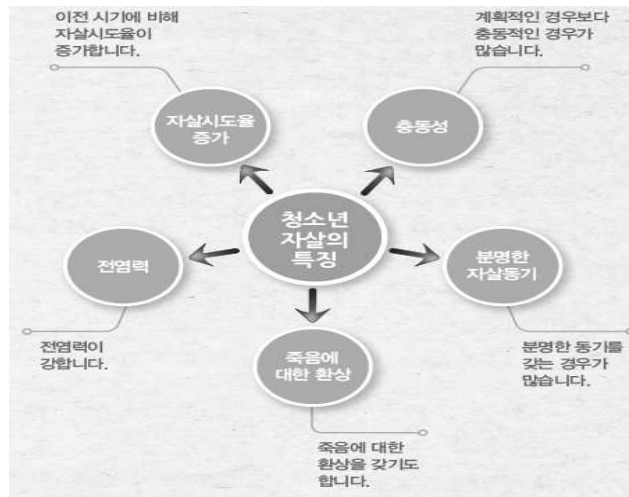 이전 시기에 비해
자살시도율이
증가합니다.
계획적인 경우보다
충동적인 경우가
많습니다.
자살시도율
증가
충동성
청소년
자살의
특징
전염력
분명한
자살동기
전염력이
강합니다.
죽음에
대한 환상
분명한 동기를
갖는 경우가
많습니다.
죽음에 대한
환상을 갖기도
합니다.